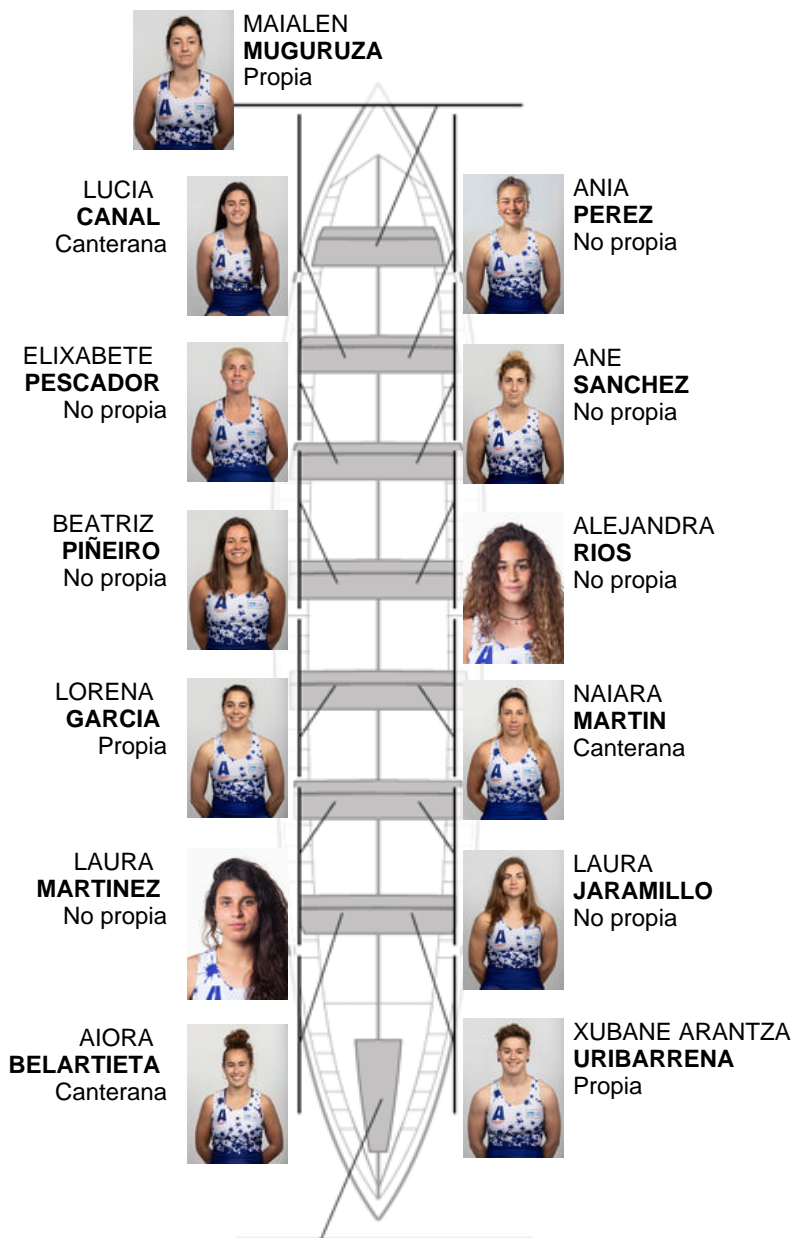 MAIALEN
MUGURUZA
Propia
LUCIA
CANAL
Canterana
ANIA
PEREZ
No propia
ELIXABETE
PESCADOR
No propia
ANE
SANCHEZ
No propia
BEATRIZ
PIÑEIRO
No propia
ALEJANDRA
RIOS
No propia
LORENA
GARCIA
Propia
NAIARA
MARTIN
Canterana
LAURA
MARTINEZ
No propia
LAURA
JARAMILLO
No propia
AIORA
BELARTIETA
Canterana
XUBANE ARANTZA
URIBARRENA
Propia